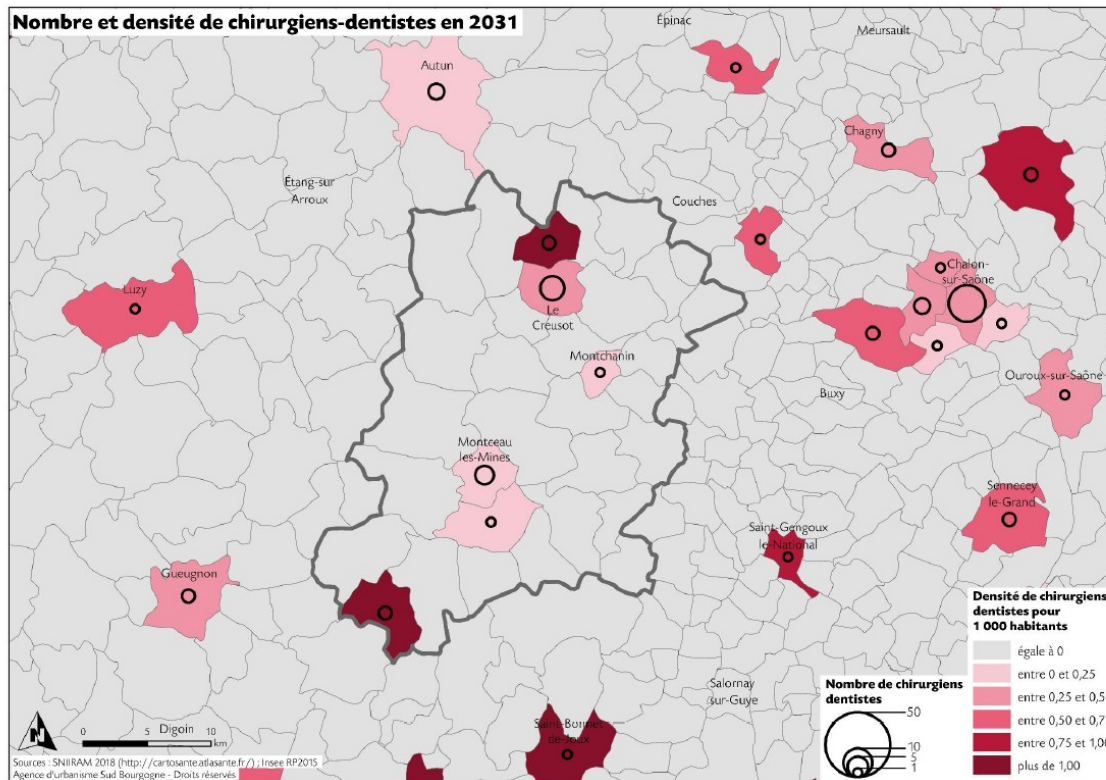 Nombre et densité de chirurgiens-dentistes en 2031
Épinac
Meursault
Autun
Chagny
Étang-sur
Arroux
Couches
Chalon-
sur-Saône
Luzy
Le
Creusot
Montchanin
Ouroux-sur-Saône
Buxy
Montceau
les-Mines
Sennecey
le-Grand
Saint-Gengoux
le-National
Gueugnon
Salornay
sur-Guye
Digoin
Saint-Bonnet
de-Joux
N
0 5 10
km
Sources : SNIIRAM 2018 (http://cartosante.atlasante.fr/) ; Insee RP2015
Agence d'urbanisme Sud Bourgogne - Droits réservés
Nombre de chirurgiens
dentistes
50
10
5
1
Densité de chirurgiens
dentistes pour
1 000 habitants
égale à 0
entre 0 et 0,25
entre 0,25 et 0,5
entre 0,50 et 0,7
entre 0,75 et 1,00
plus de 1,00